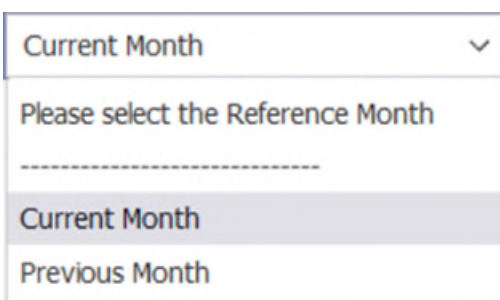 Current Month
Please select the Reference Month
------------------------------
Current Month
Previous Month